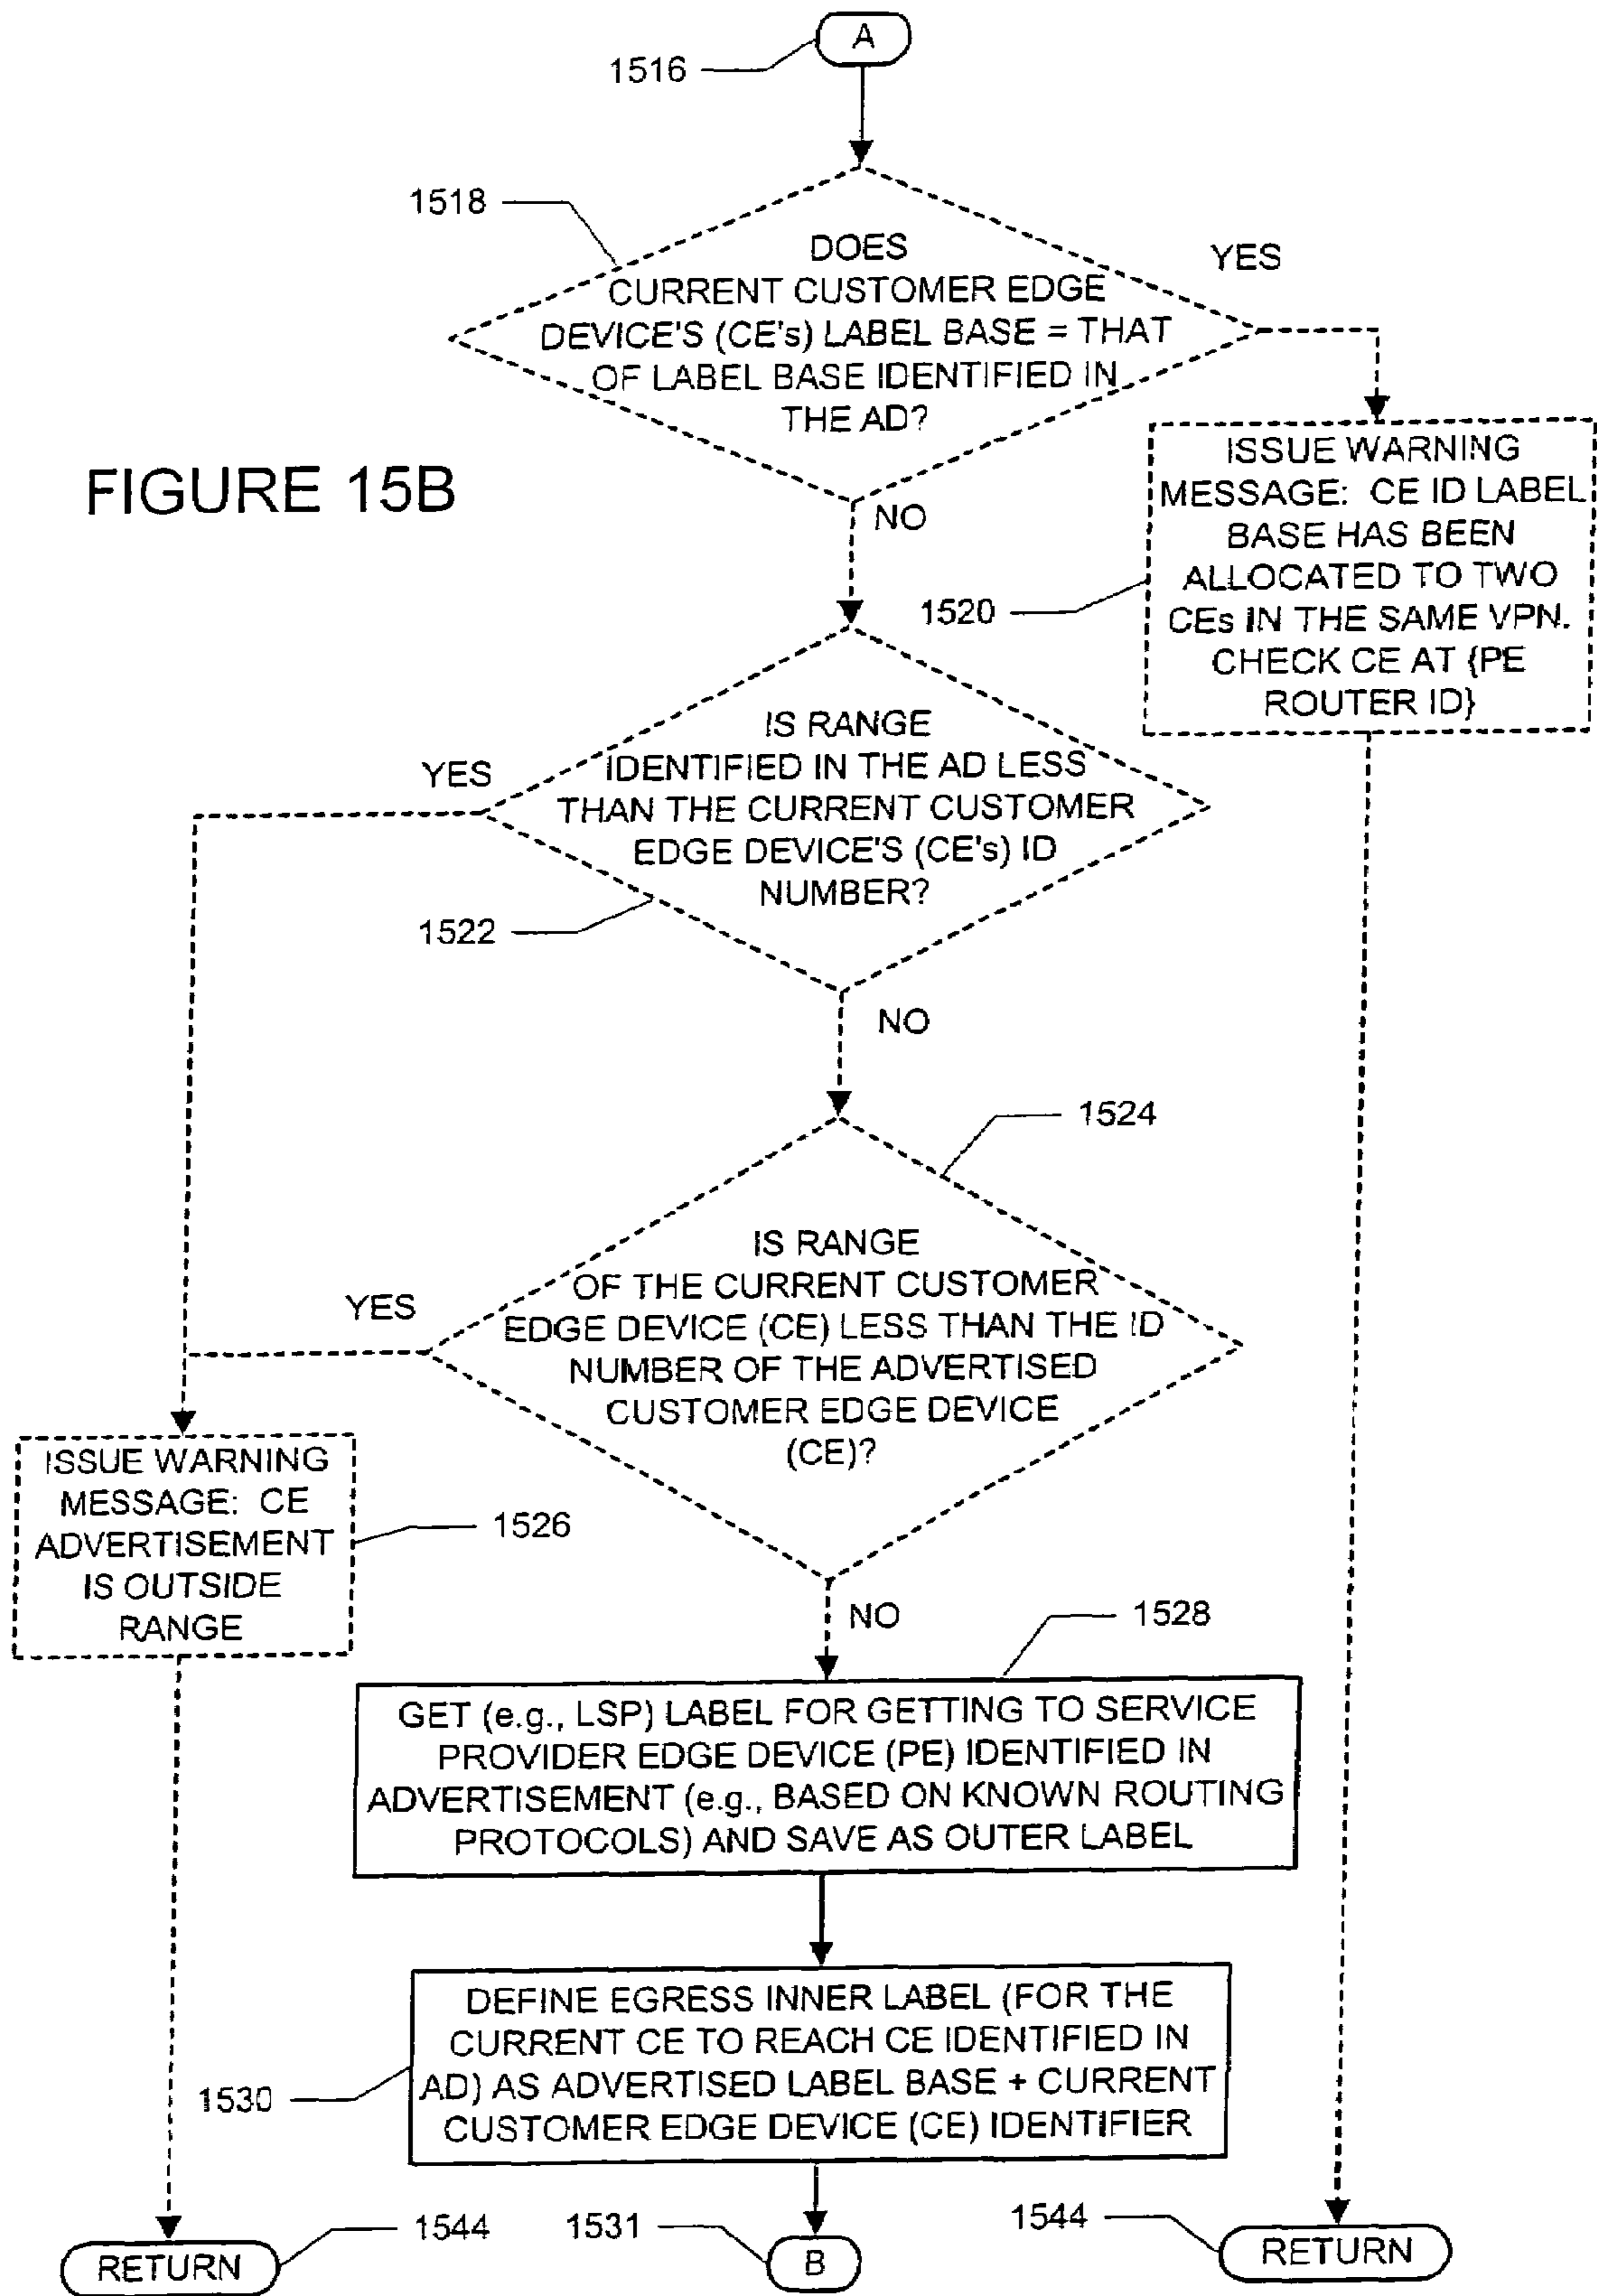 A
1516
1518
DOES
CURRENT CUSTOMER EDGE
DEVICE'S (CE's) LABEL BASE = THAT
OF LABEL BASE IDENTIFIED IN
THE AD?
YES
NO
FIGURE 15B
ISSUE WARNING
MESSAGE: CE ID LABEL
BASE HAS BEEN
ALLOCATED TO TWO
CEs IN THE SAME VPN.
CHECK CE AT {PE
ROUTER ID}
1520
IS RANGE
IDENTIFIED IN THE AD LESS
THAN THE CURRENT CUSTOMER
EDGE DEVICE'S (CE's) ID
NUMBER?
YES
1522
NO
1524
IS RANGE
OF THE CURRENT CUSTOMER
EDGE DEVICE (CE) LESS THAN THE ID
NUMBER OF THE ADVERTISED
CUSTOMER EDGE DEVICE
(CE)?
YES
ISSUE WARNING
MESSAGE: CE
ADVERTISEMENT
IS OUTSIDE
RANGE
1526
NO
1528
GET (e.g., LSP) LABEL FOR GETTING TO SERVICE
PROVIDER EDGE DEVICE (PE) IDENTIFIED IN
ADVERTISEMENT (e.g., BASED ON KNOWN ROUTING
PROTOCOLS) AND SAVE AS OUTER LABEL
DEFINE EGRESS INNER LABEL (FOR THE
CURRENT CE TO REACH CE IDENTIFIED IN
AD) AS ADVERTISED LABEL BASE + CURRENT
CUSTOMER EDGE DEVICE (CE) IDENTIFIER
1530
RETURN
1544
1531
B
1544
RETURN